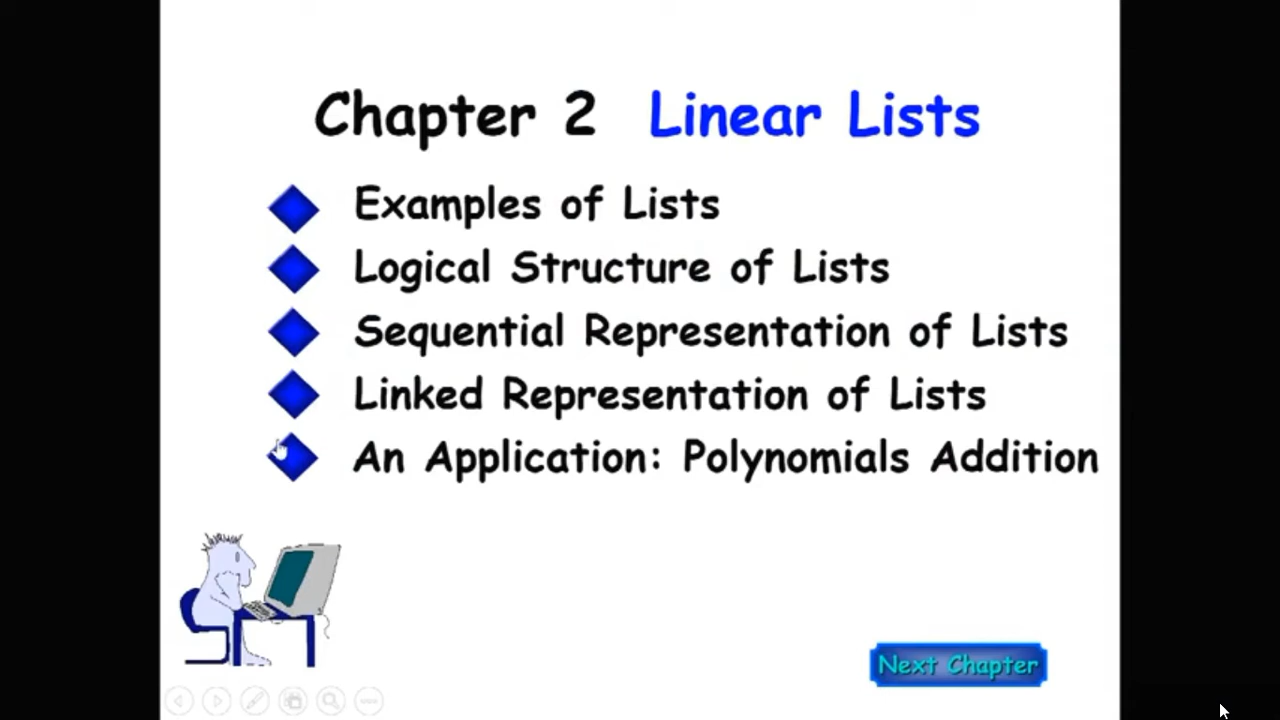 Chapter 2 Linear Lists
Examples of Lists
Logical Structure of Lists
Sequential Representation of Lists
Linked Representation of Lists
An Application: Polynomials Addition
Next Chapter